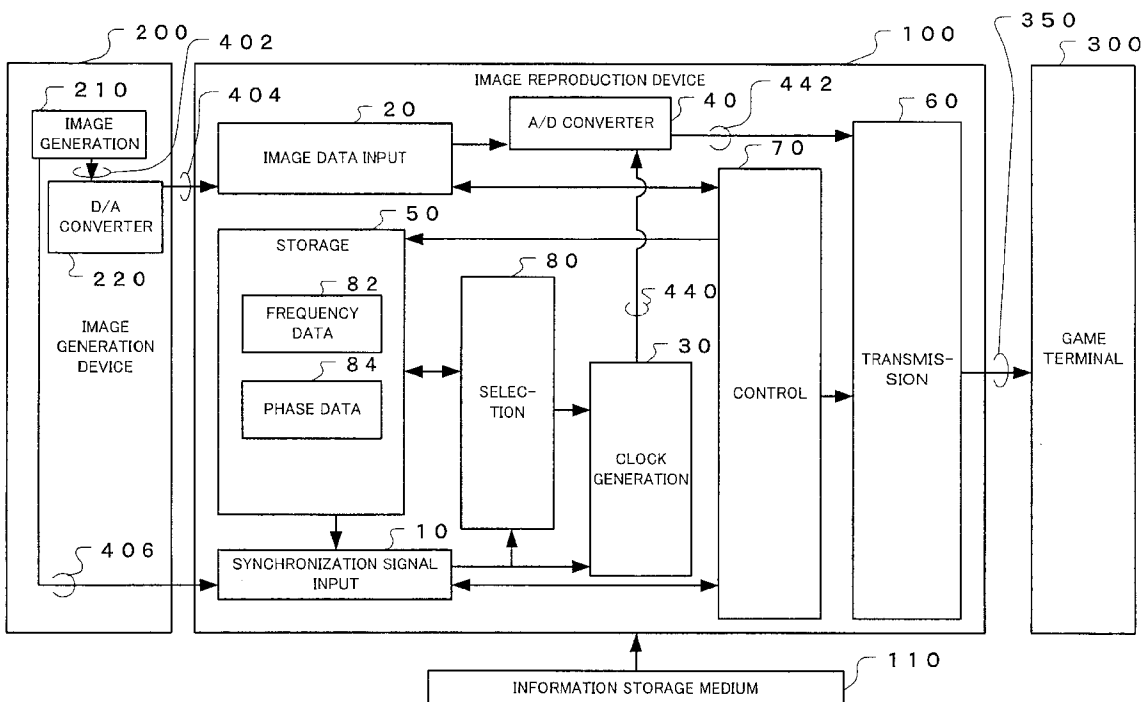 200
402
350
100
300
210
404
20
IMAGE REPRODUCTION DEVICE
40
442
60
IMAGE
GENERATION
IMAGE DATA INPUT
A/D CONVERTER
70
D/A
CONVERTER
220
50
STORAGE
80
440
82
FREQUENCY
DATA
30
IMAGE
GENERATION
DEVICE
84
PHASE DATA
SELEC-
TION
CLOCK
GENERATION
CONTROL
TRANSMIS-
SION
GAME
TERMINAL
10
406
SYNCHRONIZATION SIGNAL
INPUT
110
INFORMATION STORAGE MEDIUM